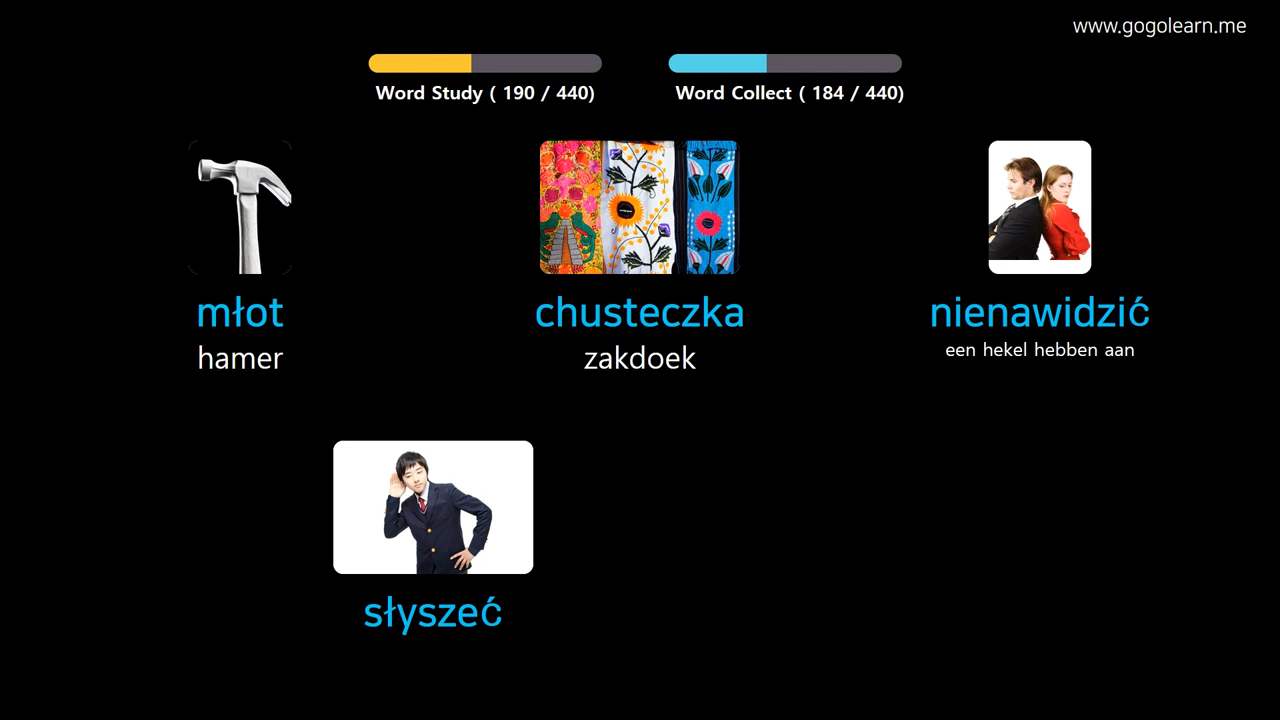 www.gogolearn.me
Word Study ( 190 / 440)
Word Collect ( 184 / 440)
młot
hamer
chusteczka
zakdoek
nienawidzić
een hekel hebben aan
słyszeć